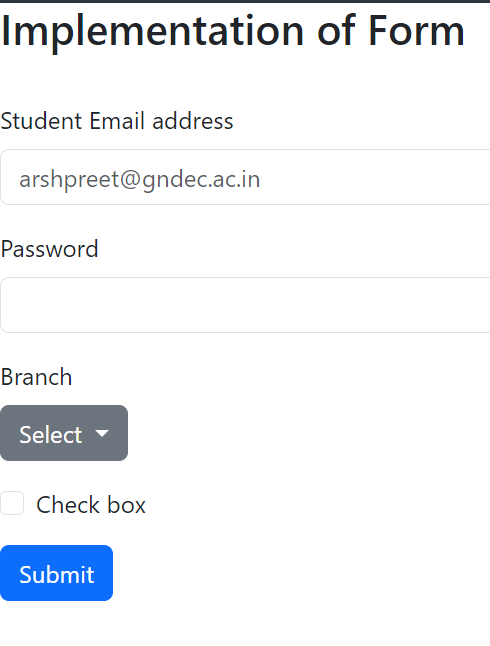 Implementation of Form
Student Email address
arshpreet@gndec.ac.in
Password
Branch
Select
Check box
Submit